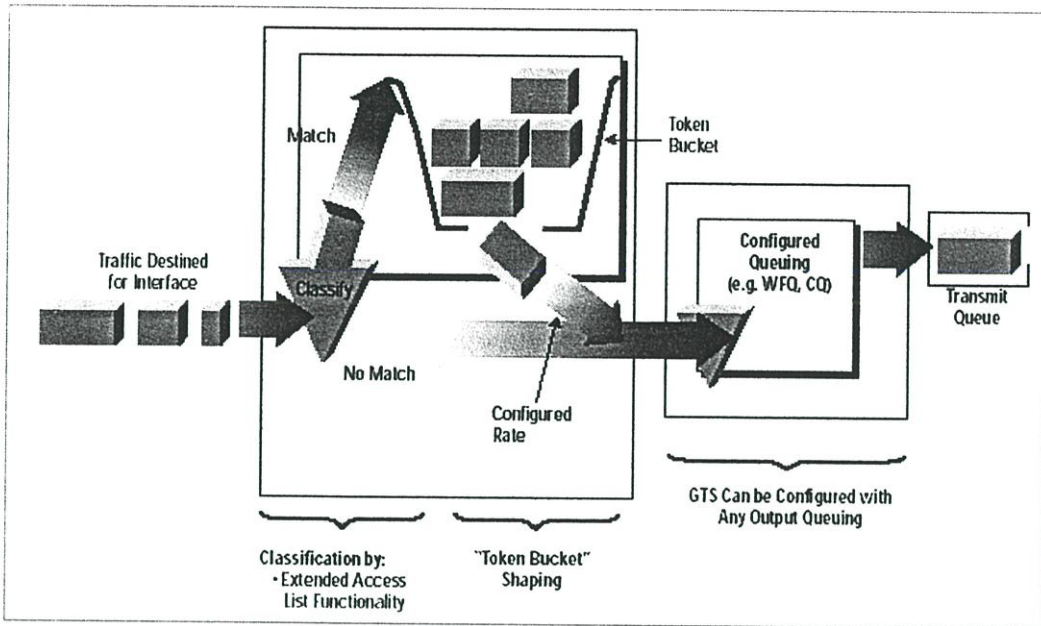 Match
Token
Bucket
Traffic Destined
for Interface
Classify
No Match
Configured
Rate
Configured
Queuing
(e.g. WFQ, CQ)
Transmit
Queue
GTS Can be Configured with
Any Output Queuing
Classification by:
• Extended Access
List Functionality
"Token Bucket"
Shaping